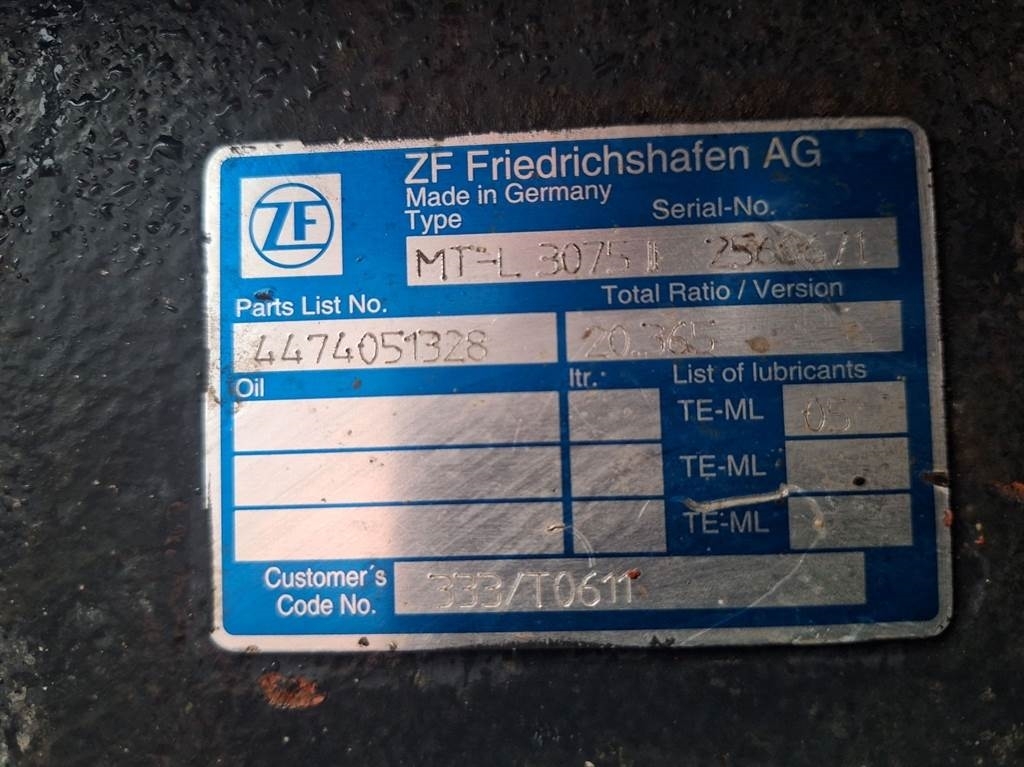 ZF Friedrichshafen AG
ZF
Made in Germany
Type Serial-No.
MT-L 3075 II
Parts List No. Total Ratio / Version
4474051328 20.365
Oil ltr.: List of lubricants
TE-ML 05
TE-ML
TE-ML
Customer's
Code No.
333/T0611